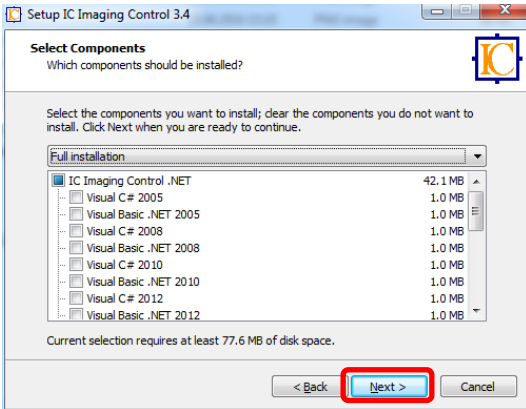 Setup IC Imaging Control 3.4
Select Components
Which components should be installed?
IC
Select the components you want to install; clear the components you do not want to
install. Click Next when you are ready to continue.
Full installation
IC Imaging Control .NET 42.1 MB
Visual C# 2005 1.0 MB
Visual Basic .NET 2005 1.0 MB
Visual C# 2008 1.0 MB
Visual Basic .NET 2008 1.0 MB
Visual C# 2010 1.0 MB
Visual Basic .NET 2010 1.0 MB
Visual C# 2012 1.0 MB
Visual Basic .NET 2012 1.0 MB
Current selection requires at least 77.6 MB of disk space.
< Back Next > Cancel